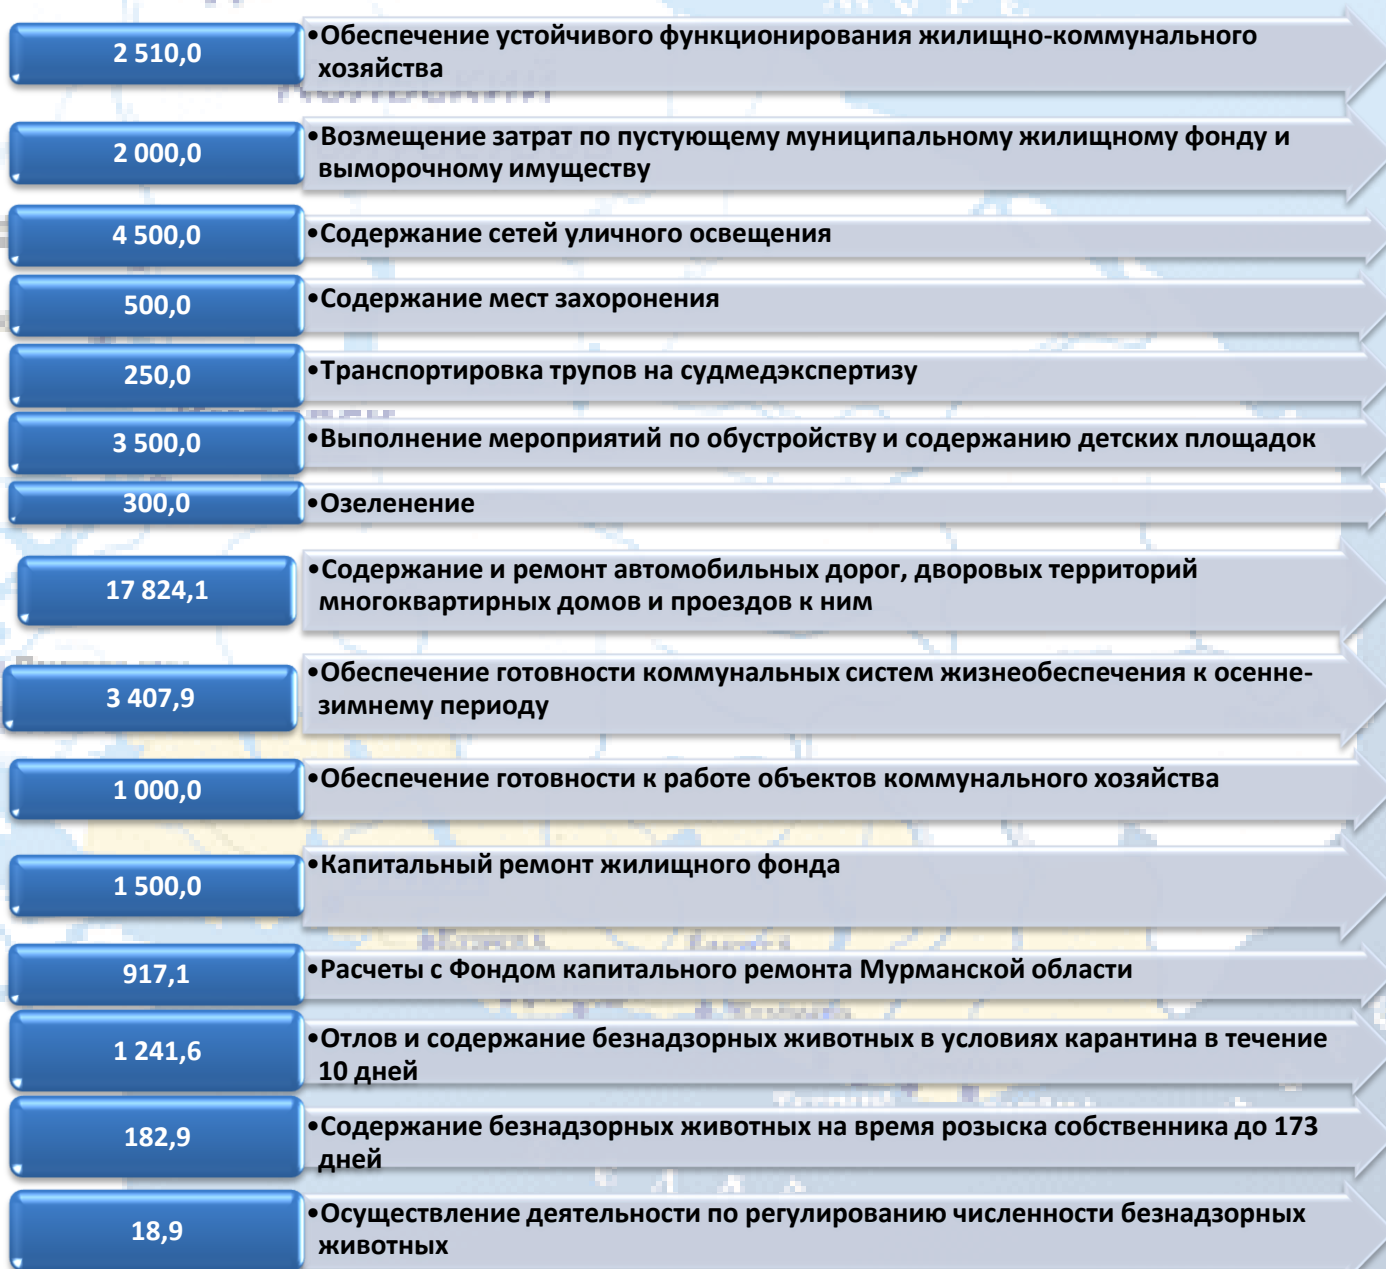 2 510,0
•Обеспечение устойчивого функционирования жилищно-коммунального
хозяйства
2 000,0
•Возмещение затрат по пустующему муниципальному жилищному фонду и
выморочному имуществу
4 500,0
•Содержание сетей уличного освещения
500,0
•Содержание мест захоронения
250,0
•Транспортировка трупов на судмедэкспертизу
3 500,0
•Выполнение мероприятий по обустройству и содержанию детских площадок
300,0
•Озеленение
17 824,1
•Содержание и ремонт автомобильных дорог, дворовых территорий
многоквартирных домов и проездов к ним
3 407,9
•Обеспечение готовности коммунальных систем жизнеобеспечения к осенне-
зимнему периоду
1 000,0
•Обеспечение готовности к работе объектов коммунального хозяйства
1 500,0
•Капитальный ремонт жилищного фонда
917,1
•Расчеты с Фондом капитального ремонта Мурманской области
1 241,6
•Отлов и содержание безнадзорных животных в условиях карантина в течение
10 дней
182,9
•Содержание безнадзорных животных на время розыска собственника до 173
дней
18,9
•Осуществление деятельности по регулированию численности безнадзорных
животных